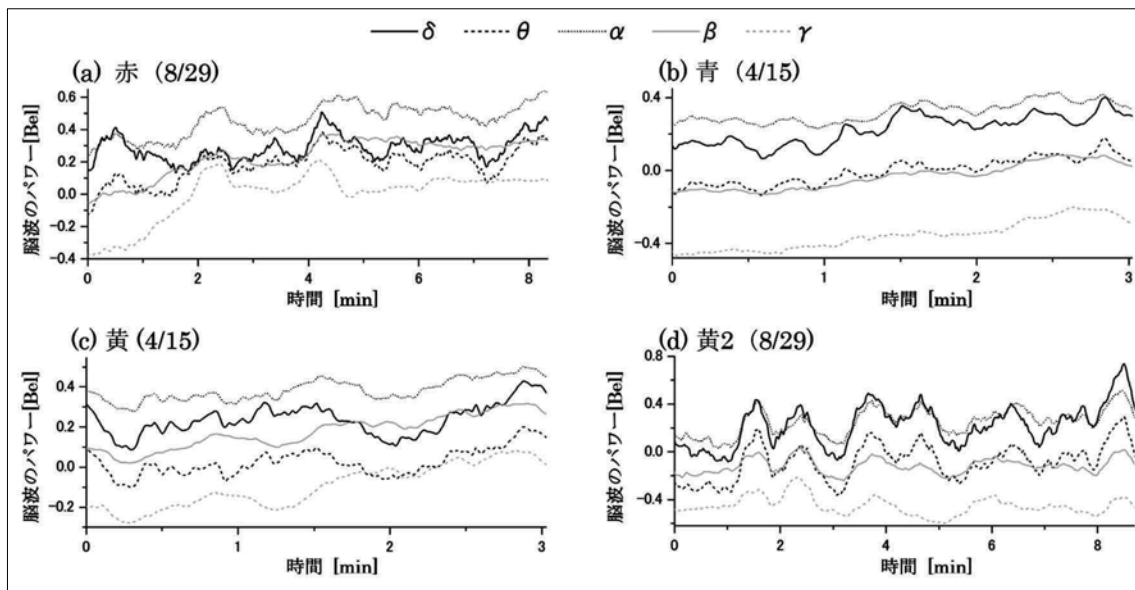 δ θ α β γ
(a) 赤 (8/29)
脳波のパワー[Bel]
0.6
0.4
0.2
0.0
−0.2
−0.4
0 2 4 6 8
時間 [min]
(b) 青 (4/15)
脳波のパワー[Bel]
0.4
0.0
−0.4
0 1 2 3
時間 [min]
(c) 黄 (4/15)
脳波のパワー[Bel]
0.4
0.2
0.0
−0.2
0 1 2 3
時間 [min]
(d) 黄2 (8/29)
脳波のパワー[Bel]
0.8
0.4
0.0
−0.4
0 2 4 6 8
時間 [min]